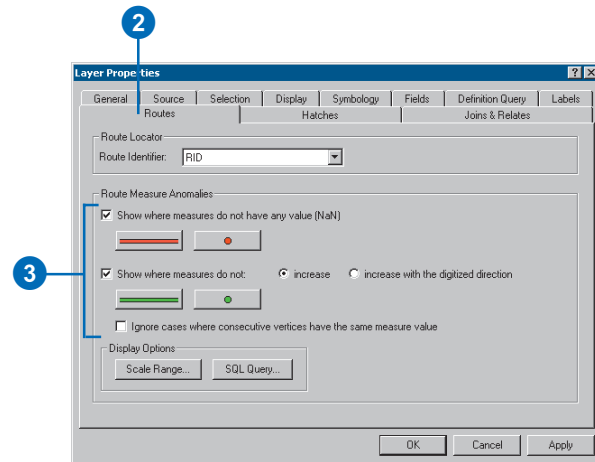 2
Layer Properties
General Source Selection Display Symbology Fields Definition Query Labels
Routes Hatches Joins & Relates
Route Locator
Route Identifier: RID
Route Measure Anomalies
Show where measures do not have any value (NaN)
3
Show where measures do not: increase increase with the digitized direction
Ignore cases where consecutive vertices have the same measure value
Display Options
Scale Range... SQL Query...
OK Cancel Apply